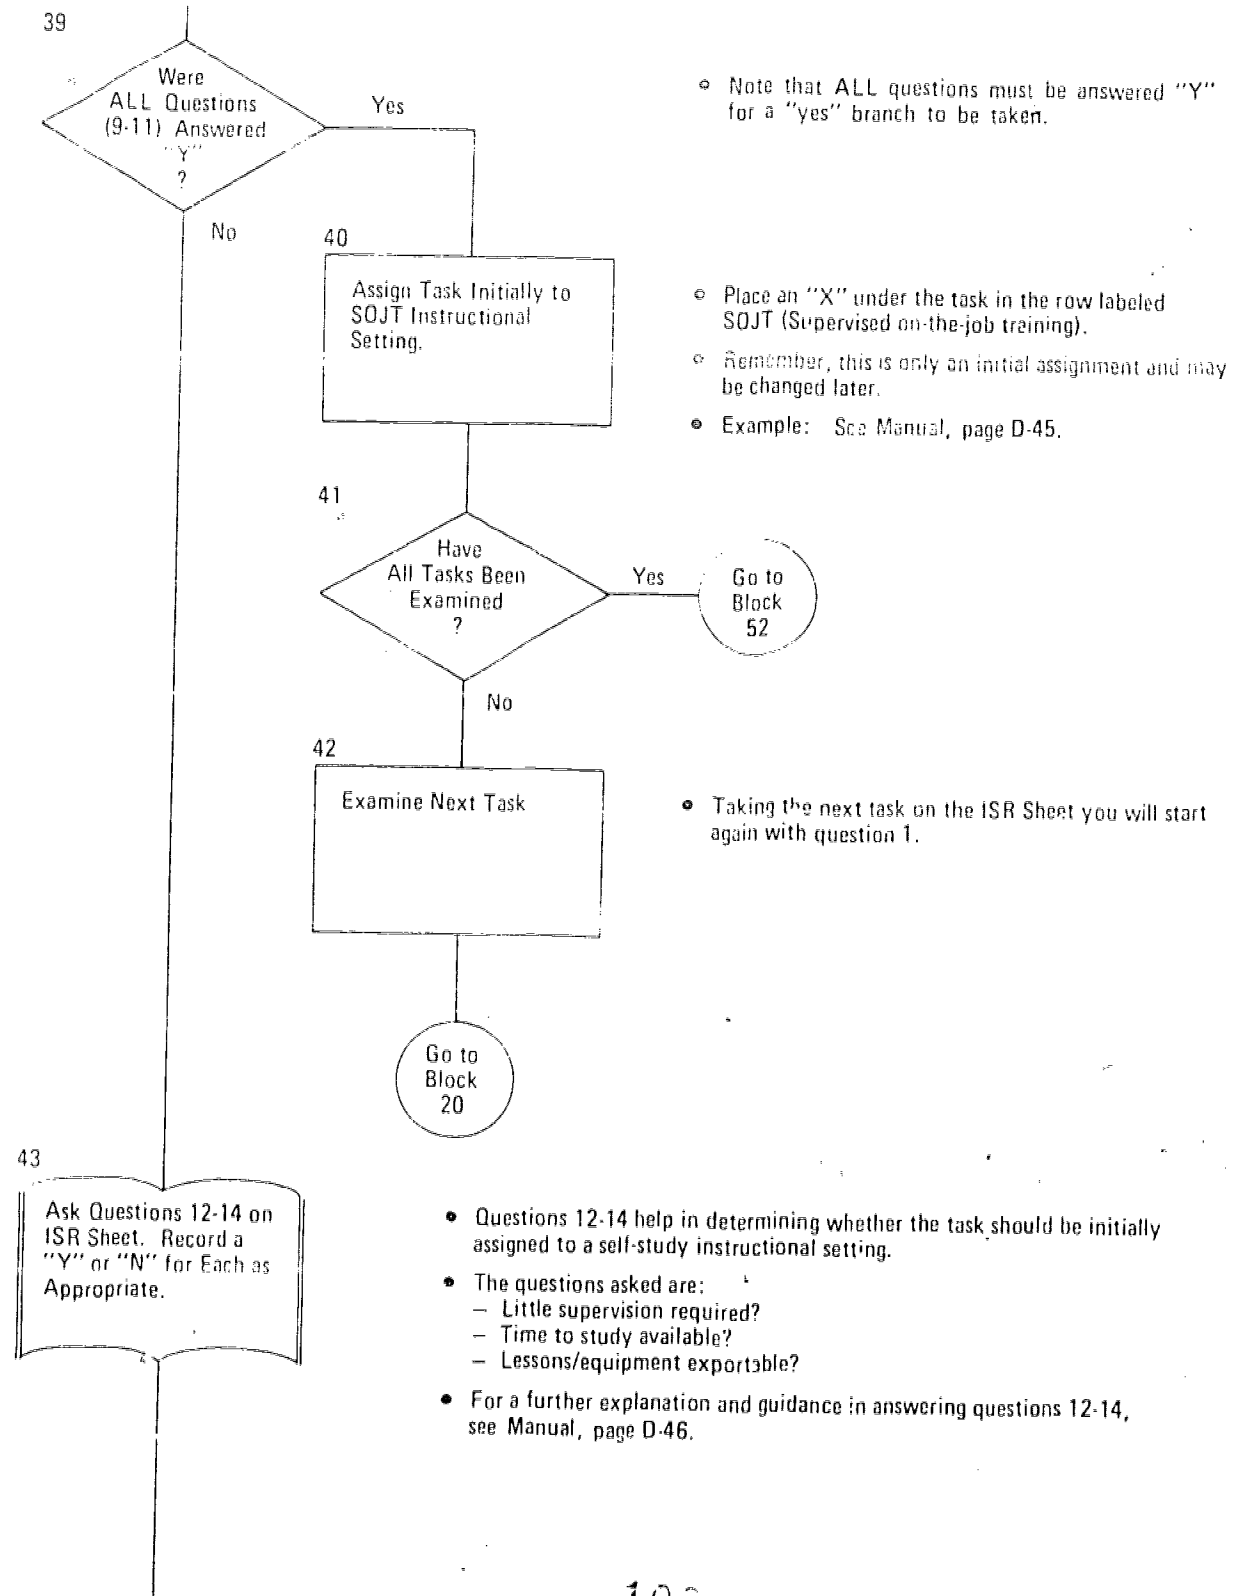 39
Were
ALL Questions
(9-11) Answered
"Y"
?
Yes
No
○ Note that ALL questions must be answered "Y"
for a "yes" branch to be taken.
40
Assign Task Initially to
SOJT Instructional
Setting.
○ Place an "X" under the task in the row labeled
SOJT (Supervised on-the-job training).
○ Remember, this is only an initial assignment and may
be changed later.
● Example: See Manual, page D-45.
41
Have
All Tasks Been
Examined
?
Yes
Go to
Block
52
No
42
Examine Next Task
● Taking the next task on the ISR Sheet you will start
again with question 1.
Go to
Block
20
43
Ask Questions 12-14 on
ISR Sheet. Record a
"Y" or "N" for Each as
Appropriate.
● Questions 12-14 help in determining whether the task should be initially
assigned to a self-study instructional setting.
● The questions asked are:
— Little supervision required?
— Time to study available?
— Lessons/equipment exportable?
● For a further explanation and guidance in answering questions 12-14,
see Manual, page D-46.